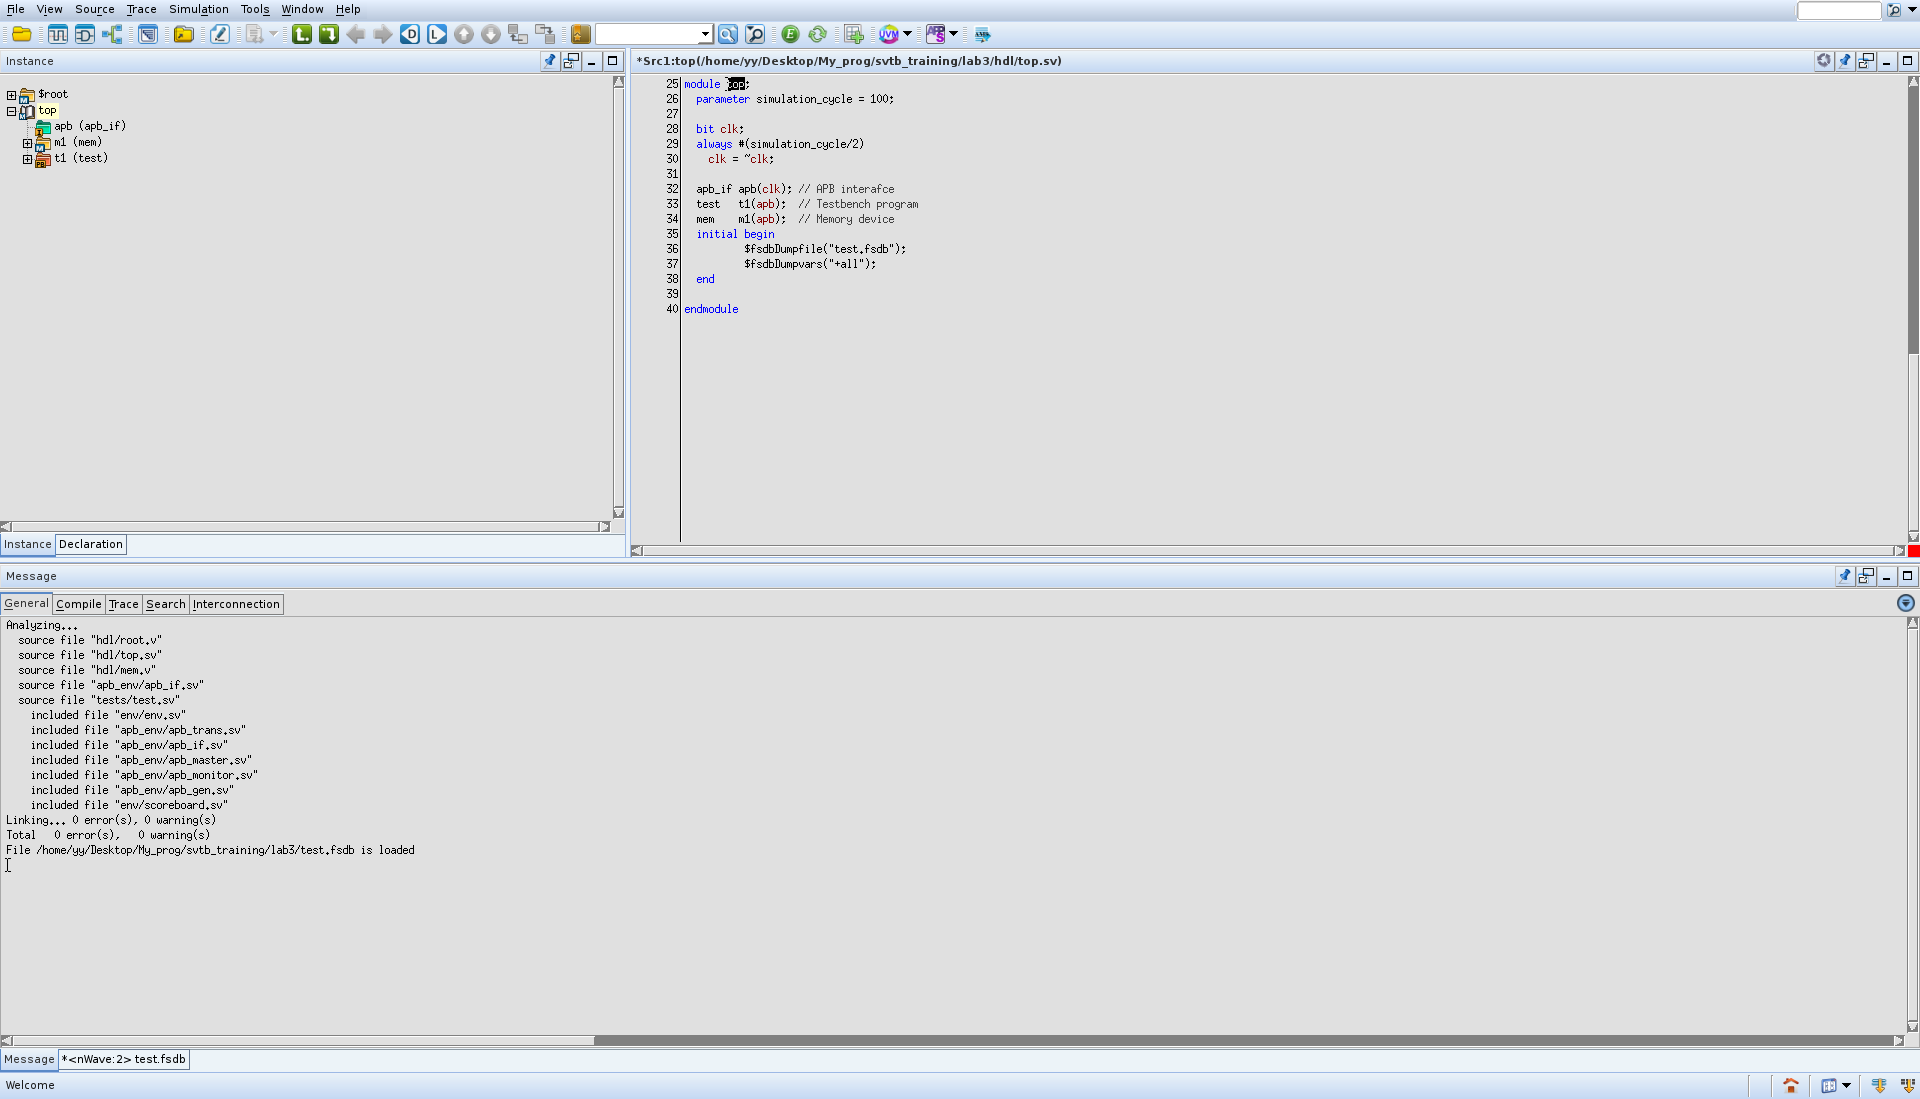 File View Source Trace Simulation Tools Window Help
Instance
$root
top
apb (apb_if)
m1 (mem)
t1 (test)
Instance Declaration
*Src1:top(/home/yy/Desktop/My_prog/svtb_training/lab3/hdl/top.sv)
25 module top;
26 parameter simulation_cycle = 100;
27
28 bit clk;
29 always #(simulation_cycle/2)
30 clk = ~clk;
31
32 apb_if apb(clk); // APB interafce
33 test t1(apb); // Testbench program
34 mem m1(apb); // Memory device
35 initial begin
36 $fsdbDumpfile("test.fsdb");
37 $fsdbDumpvars("+all");
38 end
39
40 endmodule
Message
General Compile Trace Search Interconnection
Analyzing...
source file "hdl/root.v"
source file "hdl/top.sv"
source file "hdl/mem.v"
source file "apb_env/apb_if.sv"
source file "tests/test.sv"
included file "env/env.sv"
included file "apb_env/apb_trans.sv"
included file "apb_env/apb_if.sv"
included file "apb_env/apb_master.sv"
included file "apb_env/apb_monitor.sv"
included file "apb_env/apb_gen.sv"
included file "env/scoreboard.sv"
Linking... 0 error(s), 0 warning(s)
Total 0 error(s), 0 warning(s)
File /home/yy/Desktop/My_prog/svtb_training/lab3/test.fsdb is loaded
Message *<nWave:2> test.fsdb
Welcome